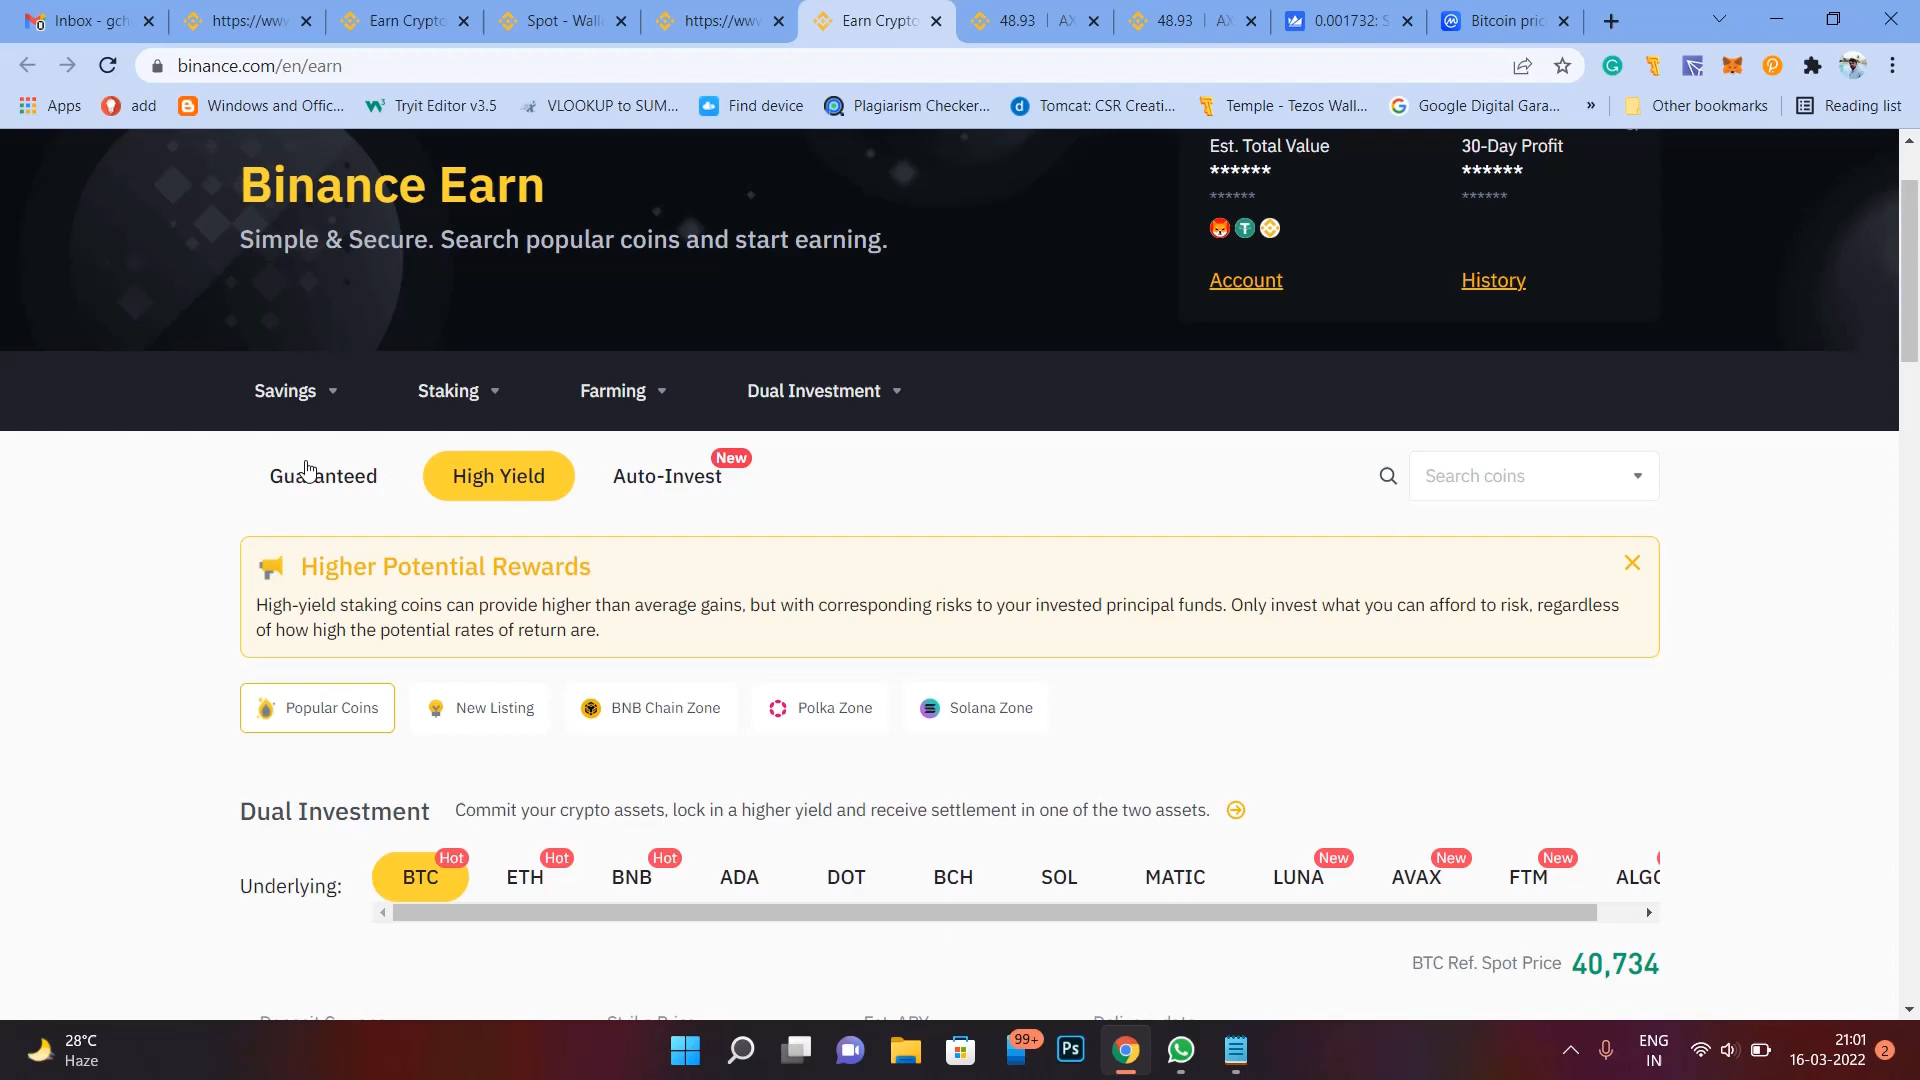 Inbox - gch
https://www
Earn Crypto
Spot - Wall
https://www
Earn Crypto
48.93 | AX
48.93 | AX
0.001732: S
Bitcoin pric
binance.com/en/earn
Apps
add
Windows and Offic...
Tryit Editor v3.5
VLOOKUP to SUM...
Find device
Plagiarism Checker...
Tomcat: CSR Creati...
Temple - Tezos Wall...
Google Digital Gara...
»
Other bookmarks
Reading list
Binance Earn
Simple & Secure. Search popular coins and start earning.
Est. Total Value
30-Day Profit
******
******
******
******
Account
History
Savings
Staking
Farming
Dual Investment
Guaranteed
High Yield
Auto-Invest
New
Search coins
Higher Potential Rewards
High-yield staking coins can provide higher than average gains, but with corresponding risks to your invested principal funds. Only invest what you can afford to risk, regardless
of how high the potential rates of return are.
Popular Coins
New Listing
BNB Chain Zone
Polka Zone
Solana Zone
Dual Investment
Commit your crypto assets, lock in a higher yield and receive settlement in one of the two assets.
Underlying:
BTC
Hot
ETH
Hot
BNB
Hot
ADA
DOT
BCH
SOL
MATIC
LUNA
New
AVAX
New
FTM
New
ALGO
BTC Ref. Spot Price
40,734
28°C
Haze
99+
Ps
ENG
IN
21:01
16-03-2022
2